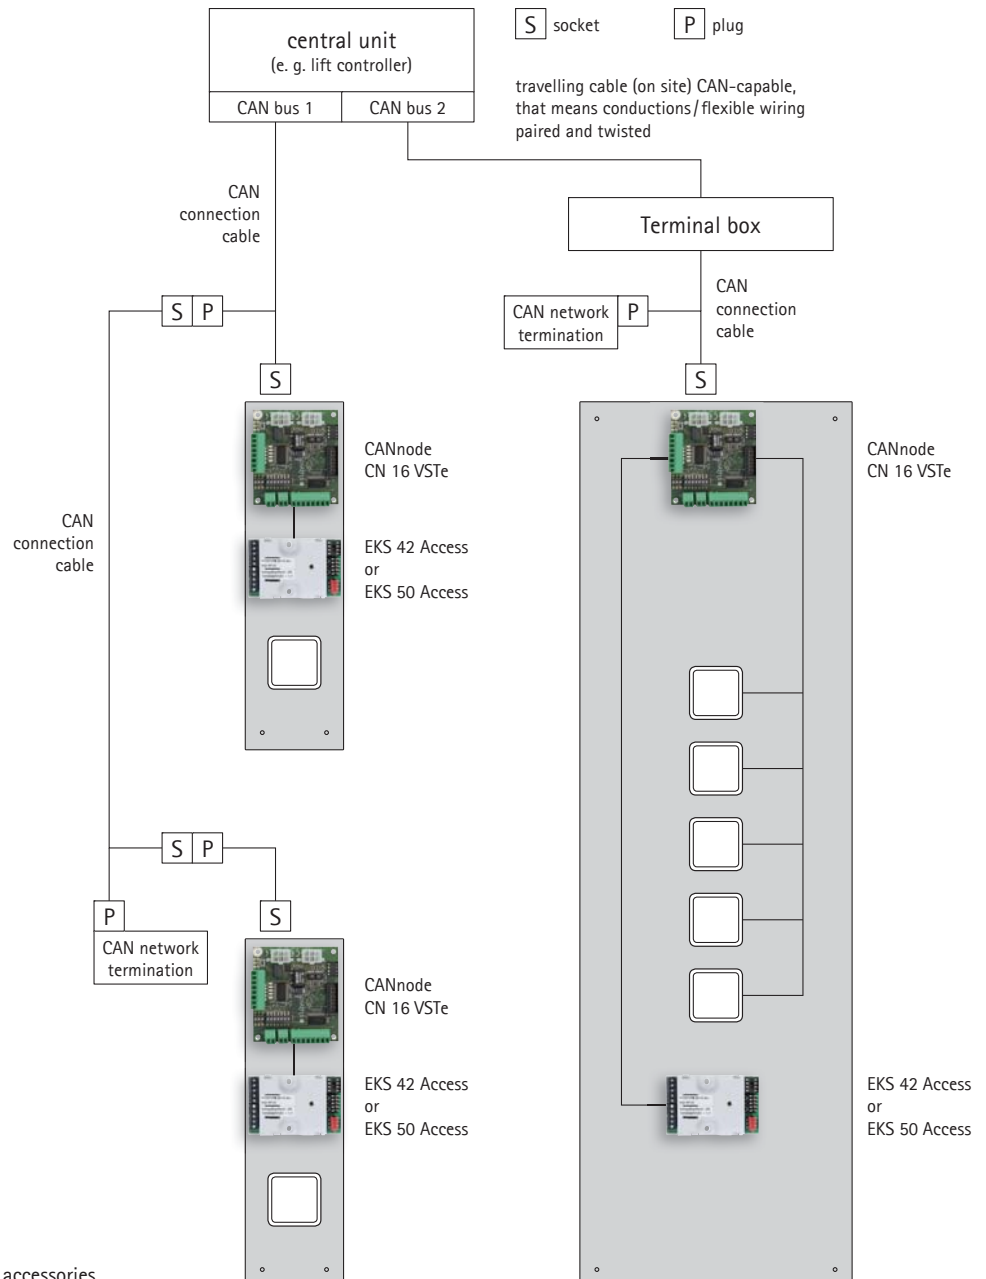 central unit
(e. g. lift controller)
CAN bus 1
CAN bus 2
S socket
P plug
travelling cable (on site) CAN-capable,
that means conductions/flexible wiring
paired and twisted
CAN
connection
cable
Terminal box
S P
CAN network
termination
P
CAN
connection
cable
S
S
CANnode
CN 16 VSTe
CANnode
CN 16 VSTe
CAN
connection
cable
EKS 42 Access
or
EKS 50 Access
S P
P
CAN network
termination
S
CANnode
CN 16 VSTe
EKS 42 Access
or
EKS 50 Access
EKS 42 Access
or
EKS 50 Access
accessories